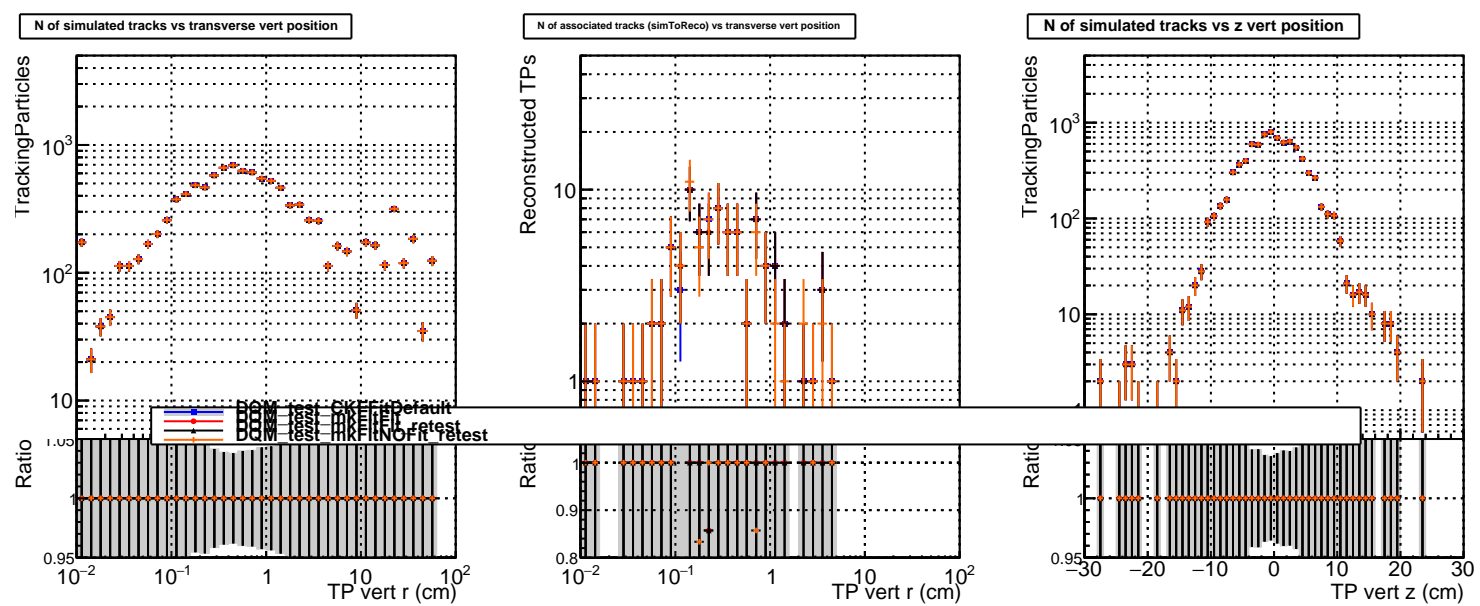 N of simulated tracks vs transverse vert position
TrackingParticles
10³
10²
10
Ratio
1.05
1
0.95
10⁻² 10⁻¹ 1 10 10²
TP vert r (cm)
N of associated tracks (simToReco) vs transverse vert position
Reconstructed TPs
10
1
Ratio
1
0.9
0.8
10⁻² 10⁻¹ 1 10 10²
TP vert r (cm)
N of simulated tracks vs z vert position
TrackingParticles
10³
10²
10
1
Ratio
1
0.95
−30 −20 −10 0 10 20 30
TP vert z (cm)
DQM_test_CKFFitDefault
DQM_test_mkFitFit
DQM_test_mkFitFit_retest
DQM_test_mkFitNOFit_retest